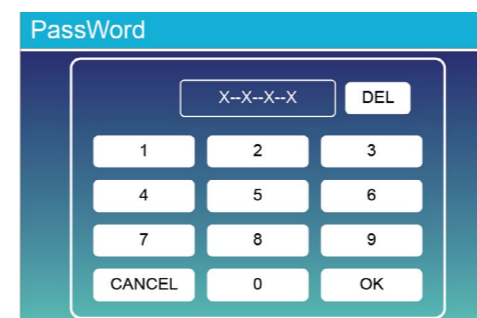 PassWord
X--X--X--X DEL
1 2 3
4 5 6
7 8 9
CANCEL 0 OK